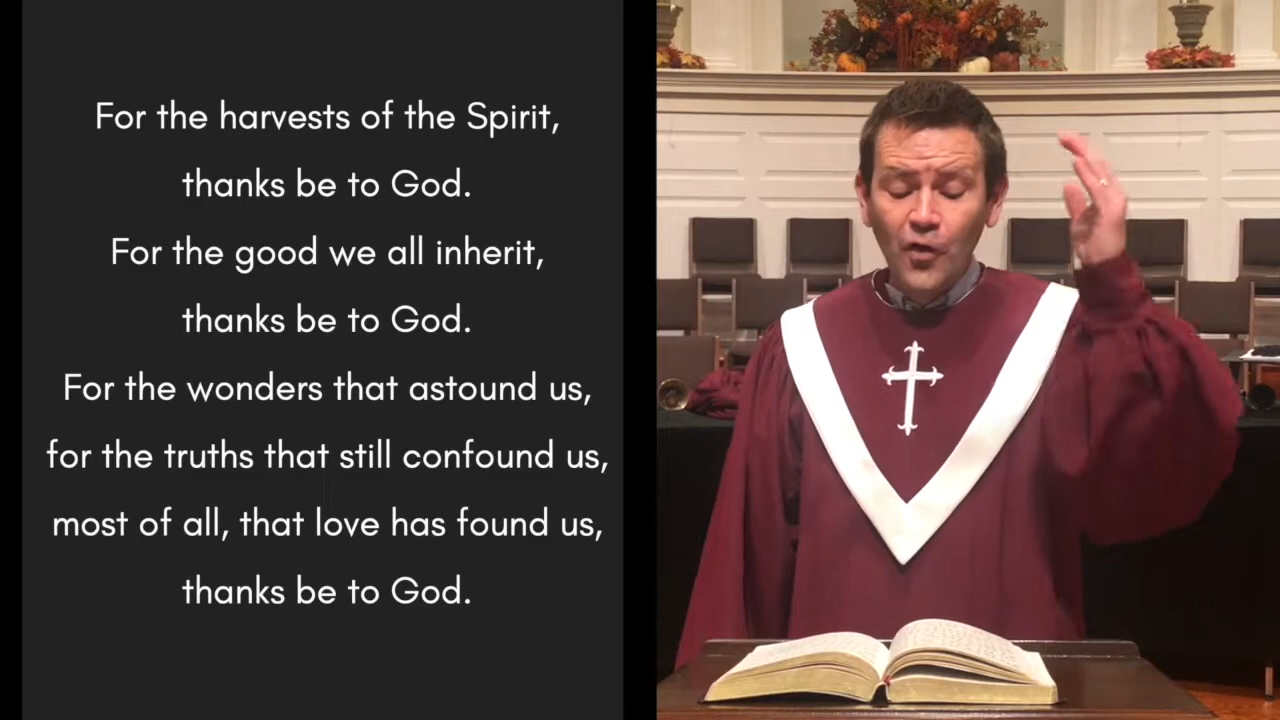 For the harvests of the Spirit,
thanks be to God.
For the good we all inherit,
thanks be to God.
For the wonders that astound us,
for the truths that still confound us,
most of all, that love has found us,
thanks be to God.